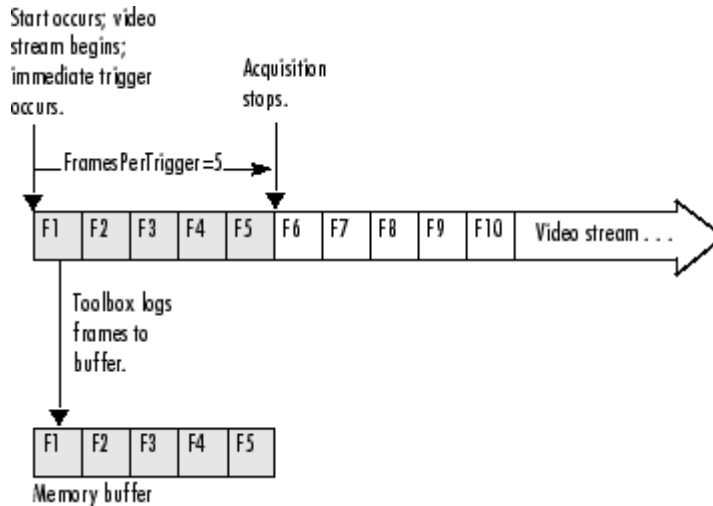 Start occurs; video
stream begins;
immediate trigger
occurs.
Acquisition
stops.
FramesPerTrigger=5
F1 F2 F3 F4 F5 F6 F7 F8 F9 F10 Video stream . . .
Toolbox logs
frames to
buffer.
F1 F2 F3 F4 F5
Memory buffer